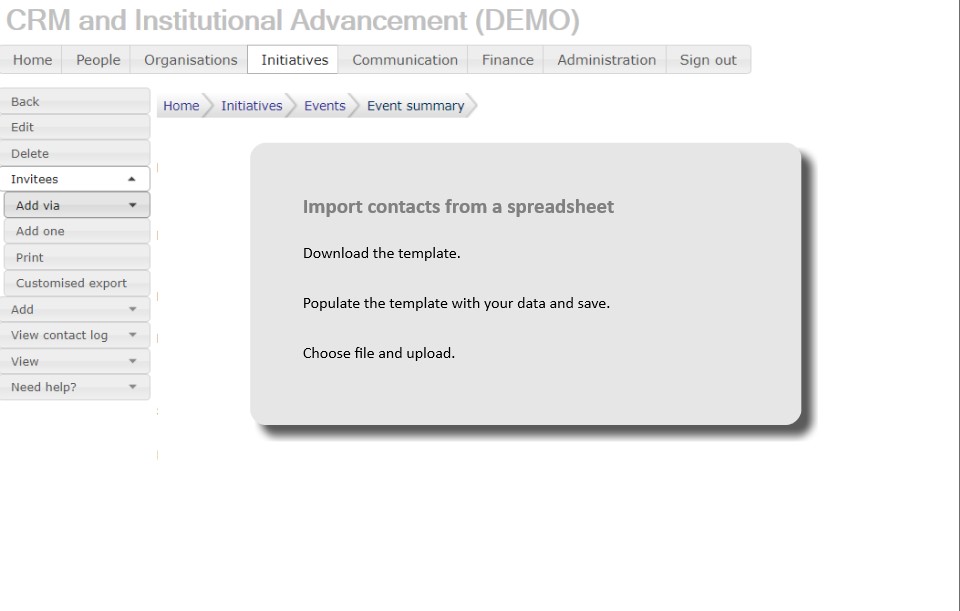 CRM and Institutional Advancement (DEMO)
Home People Organisations Initiatives Communication Finance Administration Sign out
Home Initiatives Events Event summary
Back
Edit
Delete
Invitees
Add via
Add one
Print
Customised export
Add
View contact log
View
Need help?
Import contacts from a spreadsheet
Download the template.
Populate the template with your data and save.
Choose file and upload.